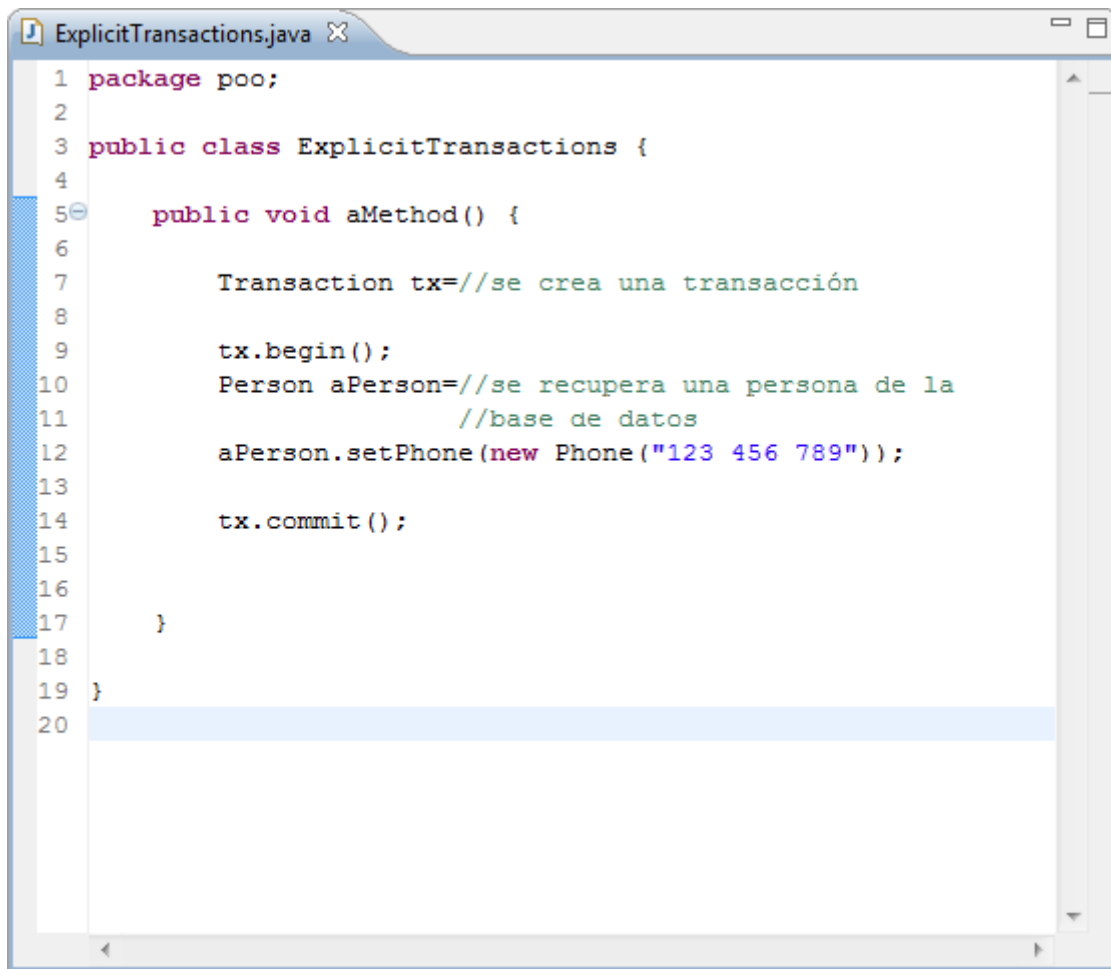 ExplicitTransactions.java
1 package poo;
2
3 public class ExplicitTransactions {
4
5 public void aMethod() {
6
7 Transaction tx=//se crea una transacción
8
9 tx.begin();
10 Person aPerson=//se recupera una persona de la
11 //base de datos
12 aPerson.setPhone(new Phone("123 456 789"));
13
14 tx.commit();
15
16
17 }
18
19 }
20